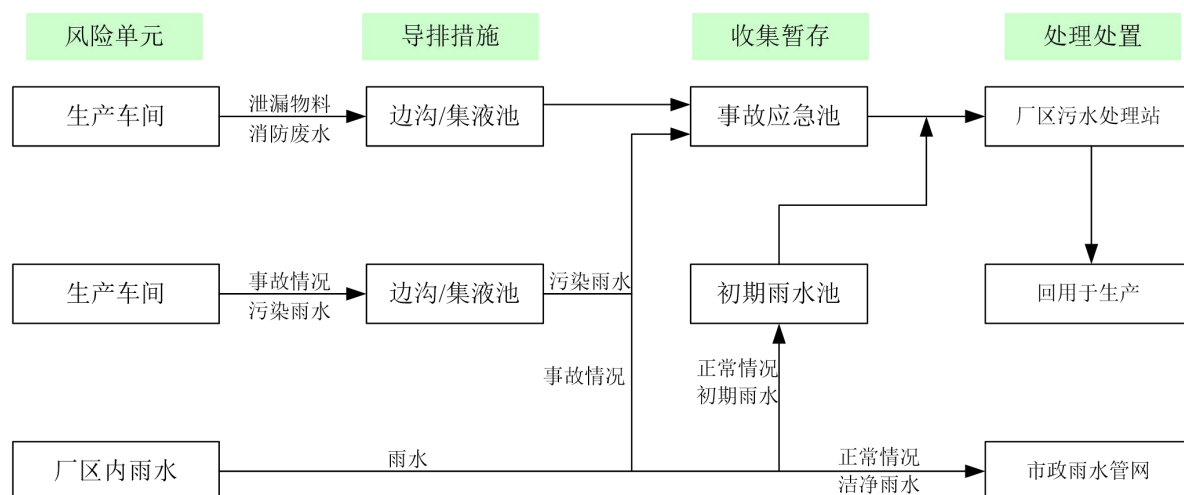 风险单元
导排措施
收集暂存
处理处置
生产车间
泄漏物料
消防废水
边沟/集液池
事故应急池
厂区污水处理站
生产车间
事故情况
污染雨水
边沟/集液池
污染雨水
初期雨水池
回用于生产
事故情况
正常情况
初期雨水
厂区内雨水
雨水
正常情况
洁净雨水
市政雨水管网